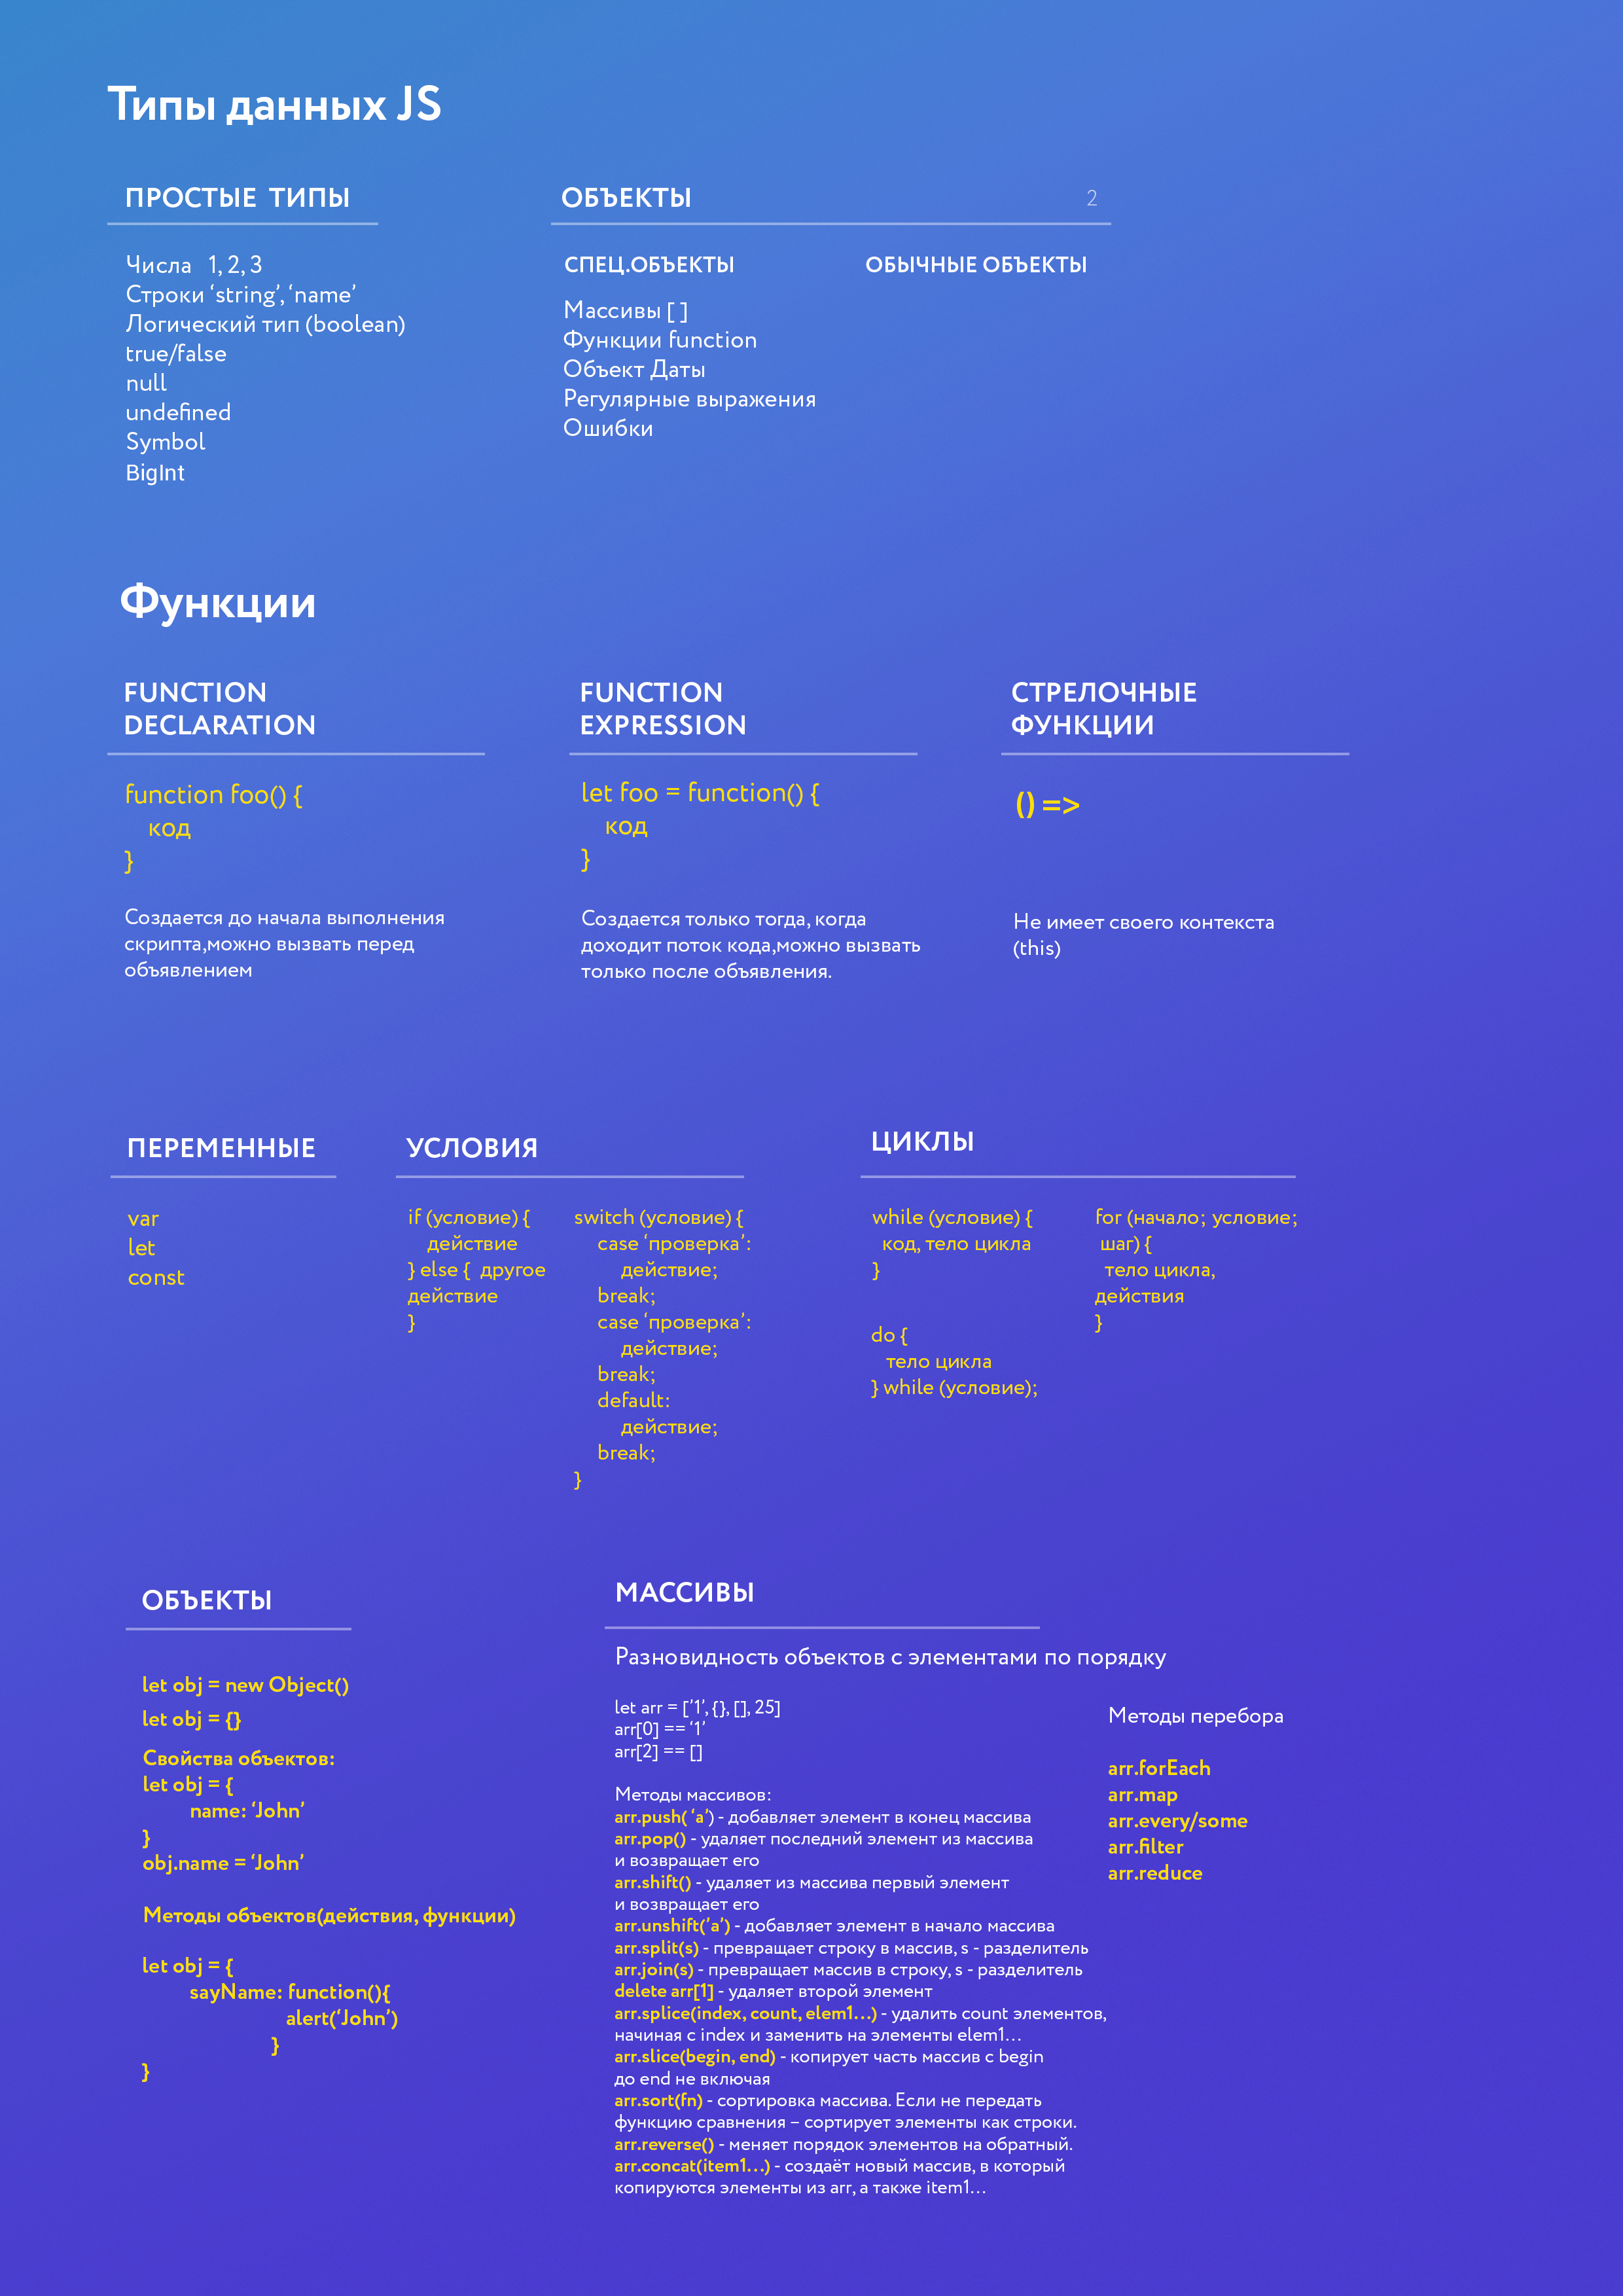 Типы данных JS
ПРОСТЫЕ ТИПЫ
Числа 1, 2, 3
Строки ‘string’, ‘name’
Логический тип (boolean)
true/false
null
undefined
Symbol
BigInt
ОБЪЕКТЫ
2
СПЕЦ.ОБЪЕКТЫ
Массивы [ ]
Функции function
Объект Даты
Регулярные выражения
Ошибки
ОБЫЧНЫЕ ОБЪЕКТЫ
Функции
FUNCTION
DECLARATION
function foo() {
код
}
Создается до начала выполнения
скрипта,можно вызвать перед
объявлением
FUNCTION
EXPRESSION
let foo = function() {
код
}
Создается только тогда, когда
доходит поток кода,можно вызвать
только после объявления.
СТРЕЛОЧНЫЕ
ФУНКЦИИ
() =>
Не имеет своего контекста
(this)
ПЕРЕМЕННЫЕ
var
let
const
УСЛОВИЯ
if (условие) {
действие
} else { другое
действие
}
switch (условие) {
case ‘проверка’:
действие;
break;
case ‘проверка’:
действие;
break;
default:
действие;
break;
}
ЦИКЛЫ
while (условие) {
код, тело цикла
}
do {
тело цикла
} while (условие);
for (начало; условие;
шаг) {
тело цикла,
действия
}
ОБЪЕКТЫ
let obj = new Object()
let obj = {}
Свойства объектов:
let obj = {
name: ‘John’
}
obj.name = ‘John’
Методы объектов(действия, функции)
let obj = {
sayName: function(){
alert(‘John’)
}
}
МАССИВЫ
Разновидность объектов с элементами по порядку
let arr = [’1’, {}, [], 25]
arr[0] == ‘1’
arr[2] == []
Методы массивов:
arr.push( ‘a’) - добавляет элемент в конец массива
arr.pop() - удаляет последний элемент из массива
и возвращает его
arr.shift() - удаляет из массива первый элемент
и возвращает его
arr.unshift(’a’) - добавляет элемент в начало массива
arr.split(s) - превращает строку в массив, s - разделитель
arr.join(s) - превращает массив в строку, s - разделитель
delete arr[1] - удаляет второй элемент
arr.splice(index, count, elem1...) - удалить count элементов,
начиная с index и заменить на элементы elem1...
arr.slice(begin, end) - копирует часть массив с begin
до end не включая
arr.sort(fn) - сортировка массива. Если не передать
функцию сравнения – сортирует элементы как строки.
arr.reverse() - меняет порядок элементов на обратный.
arr.concat(item1...) - создаёт новый массив, в который
копируются элементы из arr, а также item1...
Методы перебора
arr.forEach
arr.map
arr.every/some
arr.filter
arr.reduce